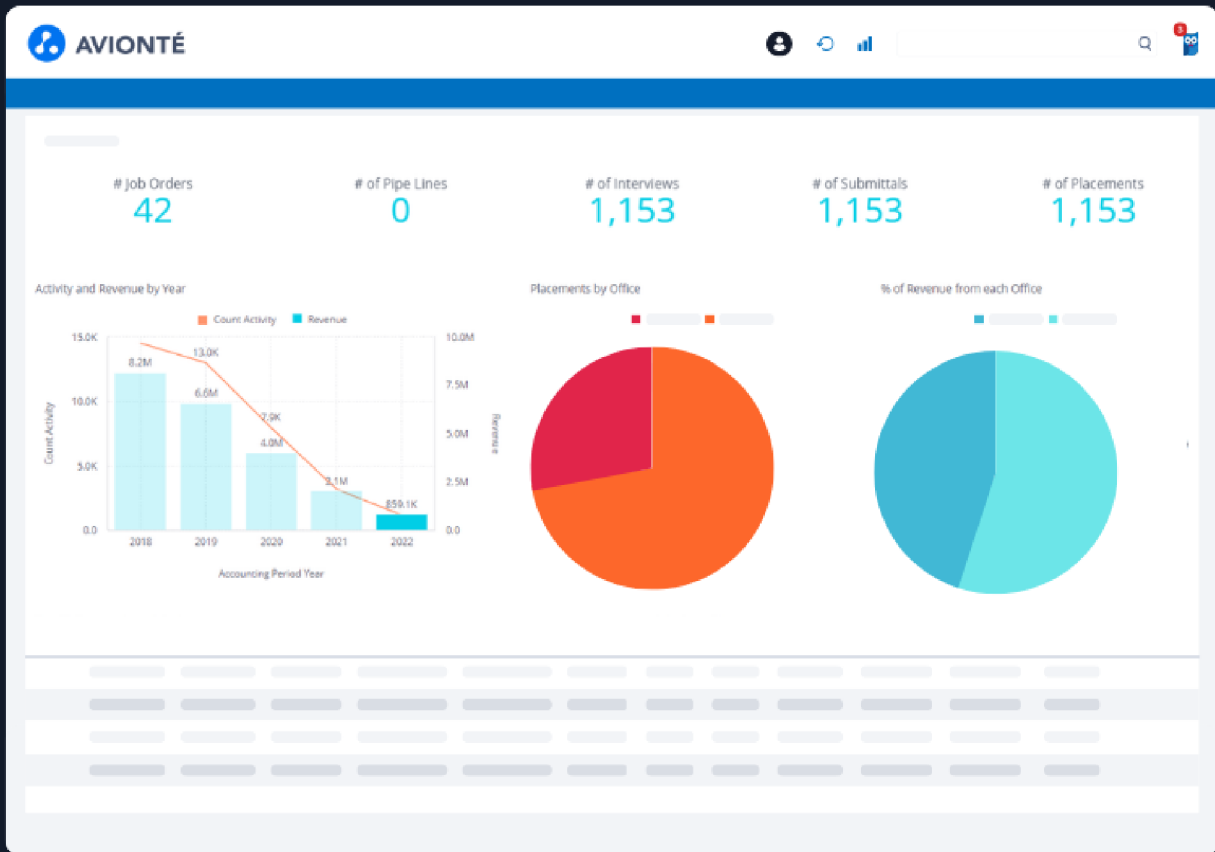 AVIONTÉ
3
# Job Orders
42
# of Pipe Lines
0
# of Interviews
1,153
# of Submittals
1,153
# of Placements
1,153
Activity and Revenue by Year
Count Activity Revenue
15.0K
10.0K
5.0K
0.0
Count Activity
8.2M
13.0K
6.6M
7.9K
4.0M
2.1M
859.1K
10.0M
7.5M
5.0M
2.5M
0.0
Revenue
2018 2019 2020 2021 2022
Accounting Period Year
Placements by Office
% of Revenue from each Office